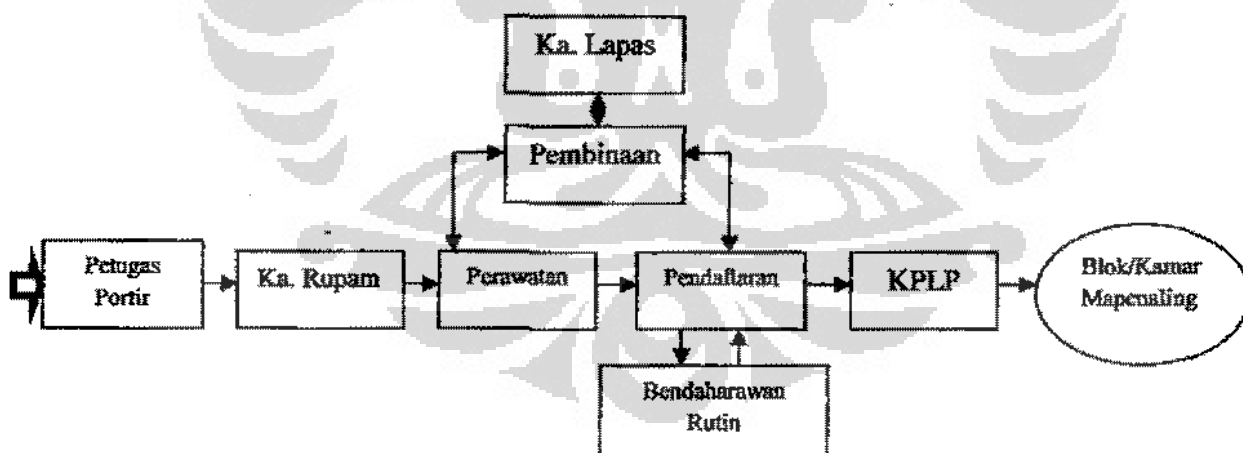 Ka. Lapas
Pembinaan
Petugas
Portir
Ka. Rupam
Perawatan
Pendaftaran
KPLP
Blok/Kamar
Mapenaling
Bendaharawan
Rutin